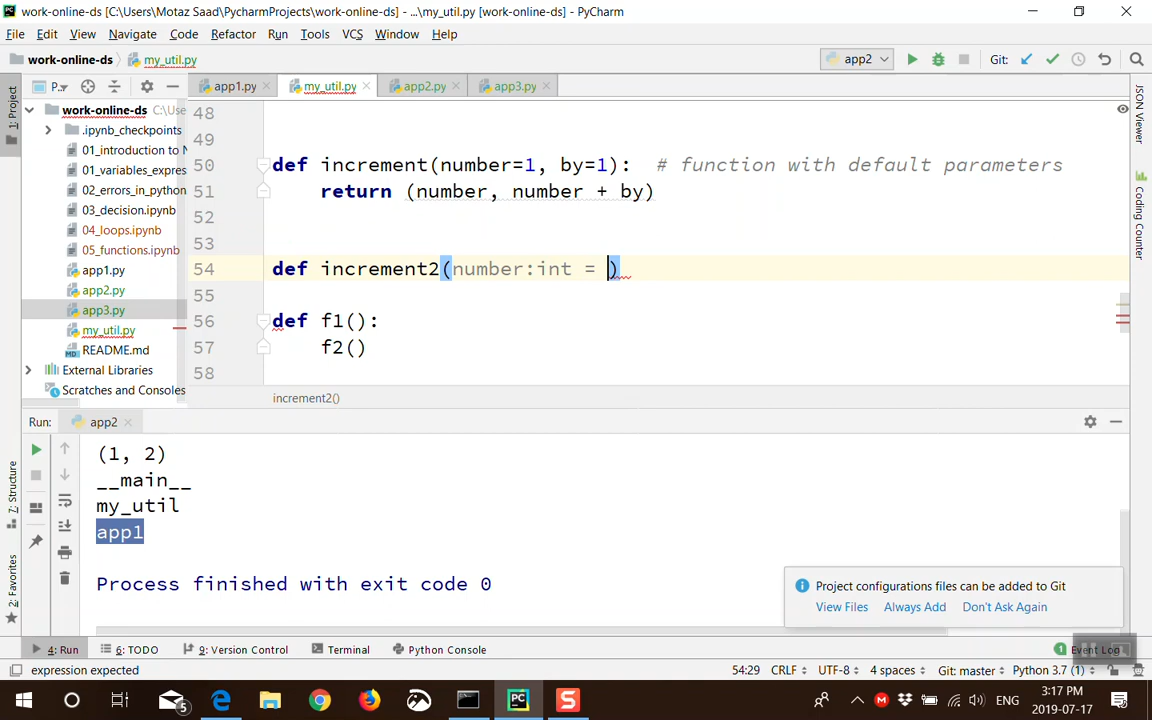 work-online-ds [C:\Users\Motaz Saad\PycharmProjects\work-online-ds] - ...\my_util.py [work-online-ds] - PyCharm
File Edit View Navigate Code Refactor Run Tools VCS Window Help
work-online-ds my_util.py app2 Git:
P.. app1.py my_util.py app2.py app3.py
1: Project
work-online-ds C:\Use
.ipynb_checkpoints
01_introduction to N
01_variables_expres
02_errors_in_python
03_decision.ipynb
04_loops.ipynb
05_functions.ipynb
app1.py
app2.py
app3.py
my_util.py
README.md
External Libraries
Scratches and Consoles
48
49
50 def increment(number=1, by=1): # function with default parameters
51 return (number, number + by)
52
53
54 def increment2(number:int = )
55
56 def f1():
57 f2()
58
increment2()
JSON Viewer
Coding Counter
Run: app2
(1, 2)
__main__
my_util
app1
Process finished with exit code 0
7: Structure
2: Favorites
Project configurations files can be added to Git
View Files Always Add Don't Ask Again
4: Run 6: TODO 9: Version Control Terminal Python Console 1 Event Log
expression expected 54:29 CRLF UTF-8 4 spaces Git: master Python 3.7 (1)
5 ENG 3:17 PM
2019-07-17